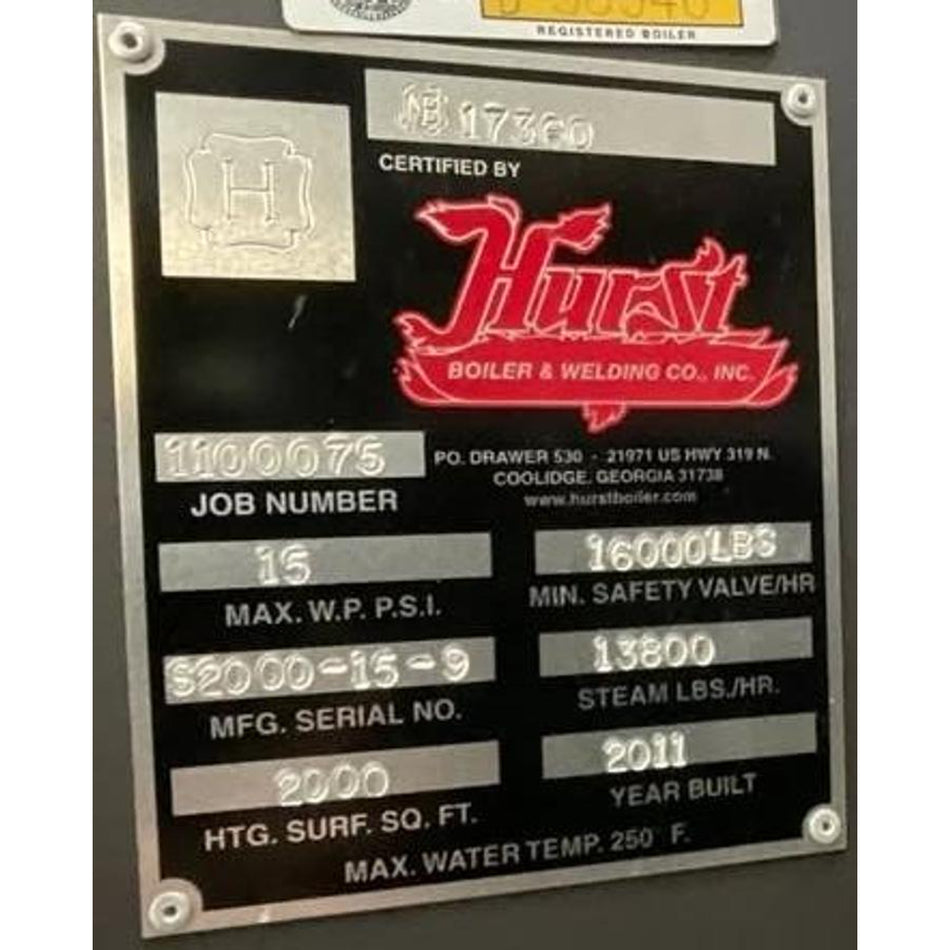 REGISTERED BOILER
NB
CERTIFIED BY
H
Hurst
BOILER & WELDING CO., INC.
1100075
JOB NUMBER
PO. DRAWER 530 - 21971 US HWY 319 N.
COOLIDGE, GEORGIA 31738
www.hurstboiler.com
15
MAX. W.P. P.S.I.
16000LBS
MIN. SAFETY VALVE/HR
S2000-15-9
MFG. SERIAL NO.
13800
STEAM LBS./HR.
2000
HTG. SURF. SQ. FT.
2011
YEAR BUILT
MAX. WATER TEMP. 250° F.